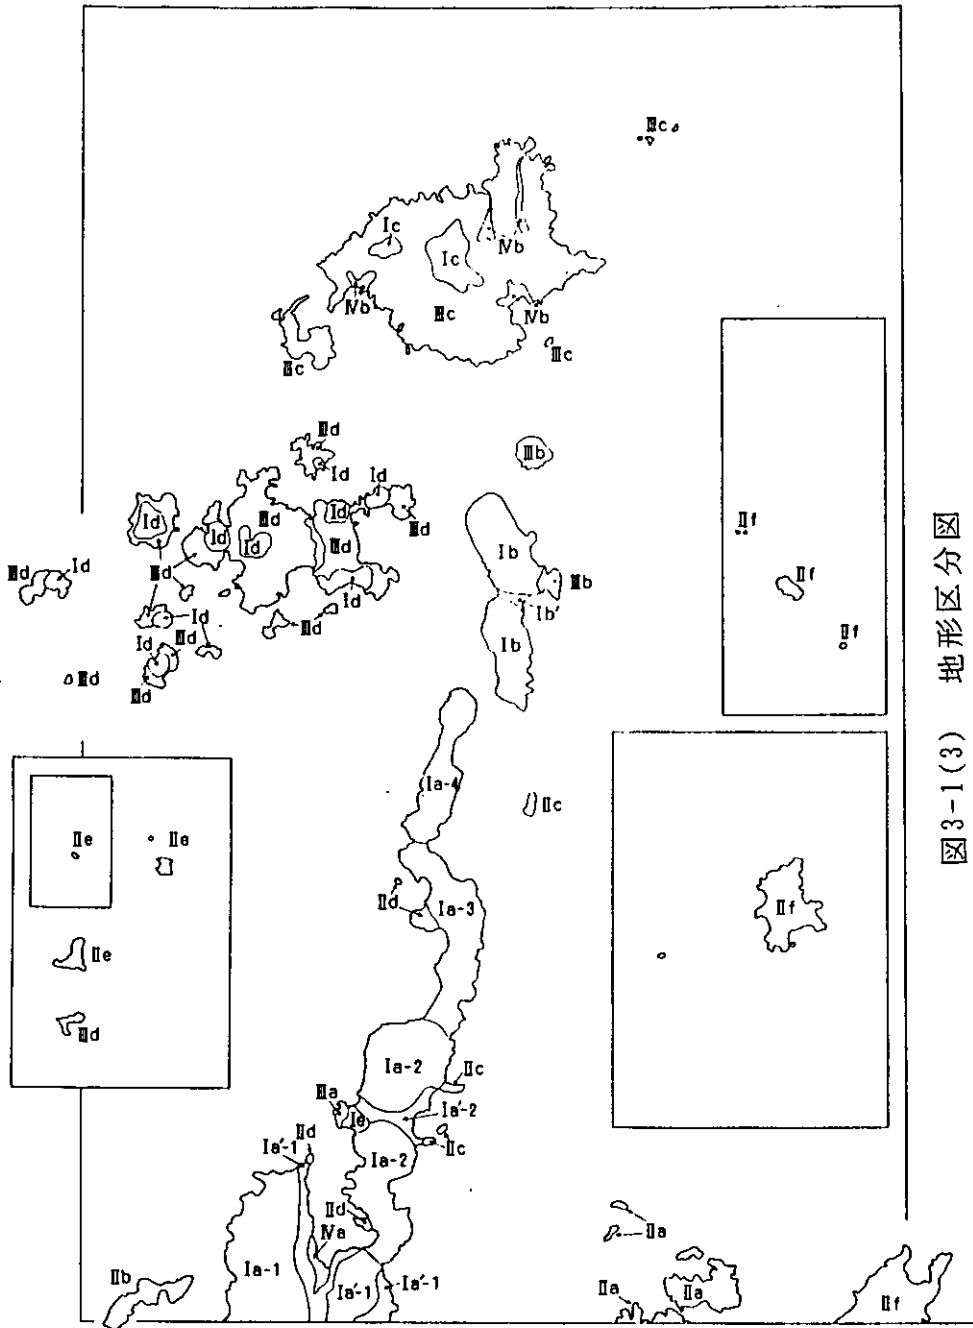 Ⅲc
Ⅰc
Ⅰc
Ⅳb
Ⅳb
Ⅲc
Ⅳb
Ⅲc
Ⅲc
Ⅲd
Ⅰd
Ⅲb
Ⅰd
Ⅰd
Ⅲd
Ⅰd
Ⅲd
Ⅰd
Ⅰd
Ⅲd
Ⅱf
Ⅰb
Ⅲd
Ⅰd
Ⅲd
Ⅲb
Ⅱf
Ⅰd
Ⅰb'
Ⅰd
Ⅲd
Ⅱf
Ⅰd
Ⅲd
Ⅰb
Ⅲd
Ⅲd
Ⅰa-4
Ⅱc
Ⅱe
Ⅱe
Ⅱd
Ⅰa-3
Ⅱf
Ⅱe
Ⅲd
Ⅰa-2
Ⅱc
Ⅲa
Ⅰe
Ⅰa'-2
Ⅱd
Ⅰa'-1
Ⅰa-2
Ⅱc
Ⅱd
Ⅳa
Ⅱa
Ⅱb
Ⅰa-1
Ⅰa'-1
Ⅰa'-1
Ⅱa
Ⅱa
Ⅱf
図3-1(3) 地形区分図